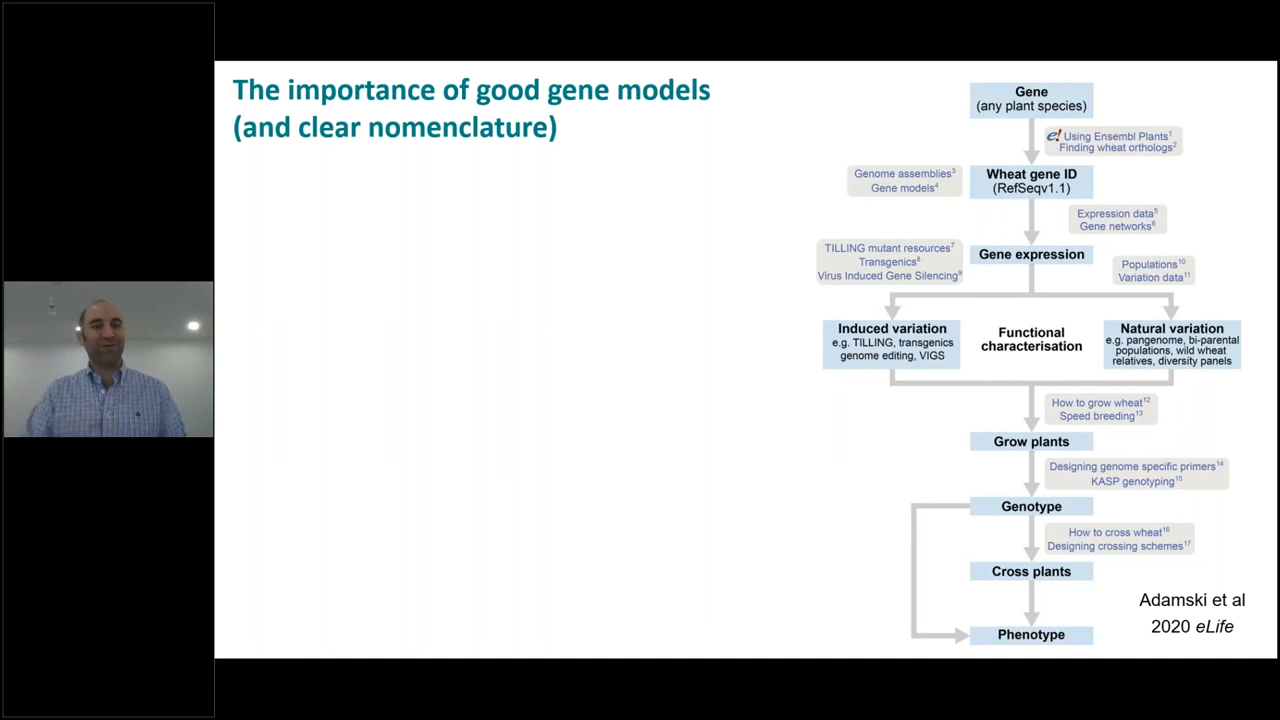 The importance of good gene models
(and clear nomenclature)
Gene
(any plant species)
e! Using Ensembl Plants¹
Finding wheat orthologs²
Genome assemblies³
Gene models⁴
Wheat gene ID
(RefSeqv1.1)
Expression data⁵
Gene networks⁶
TILLING mutant resources⁷
Transgenics⁸
Virus Induced Gene Silencing⁹
Gene expression
Populations¹⁰
Variation data¹¹
Induced variation
e.g. TILLING, transgenics
genome editing, VIGS
Functional
characterisation
Natural variation
e.g. pangenome, bi-parental
populations, wild wheat
relatives, diversity panels
How to grow wheat¹²
Speed breeding¹³
Grow plants
Designing genome specific primers¹⁴
KASP genotyping¹⁵
Genotype
How to cross wheat¹⁶
Designing crossing schemes¹⁷
Cross plants
Phenotype
Adamski et al
2020 eLife